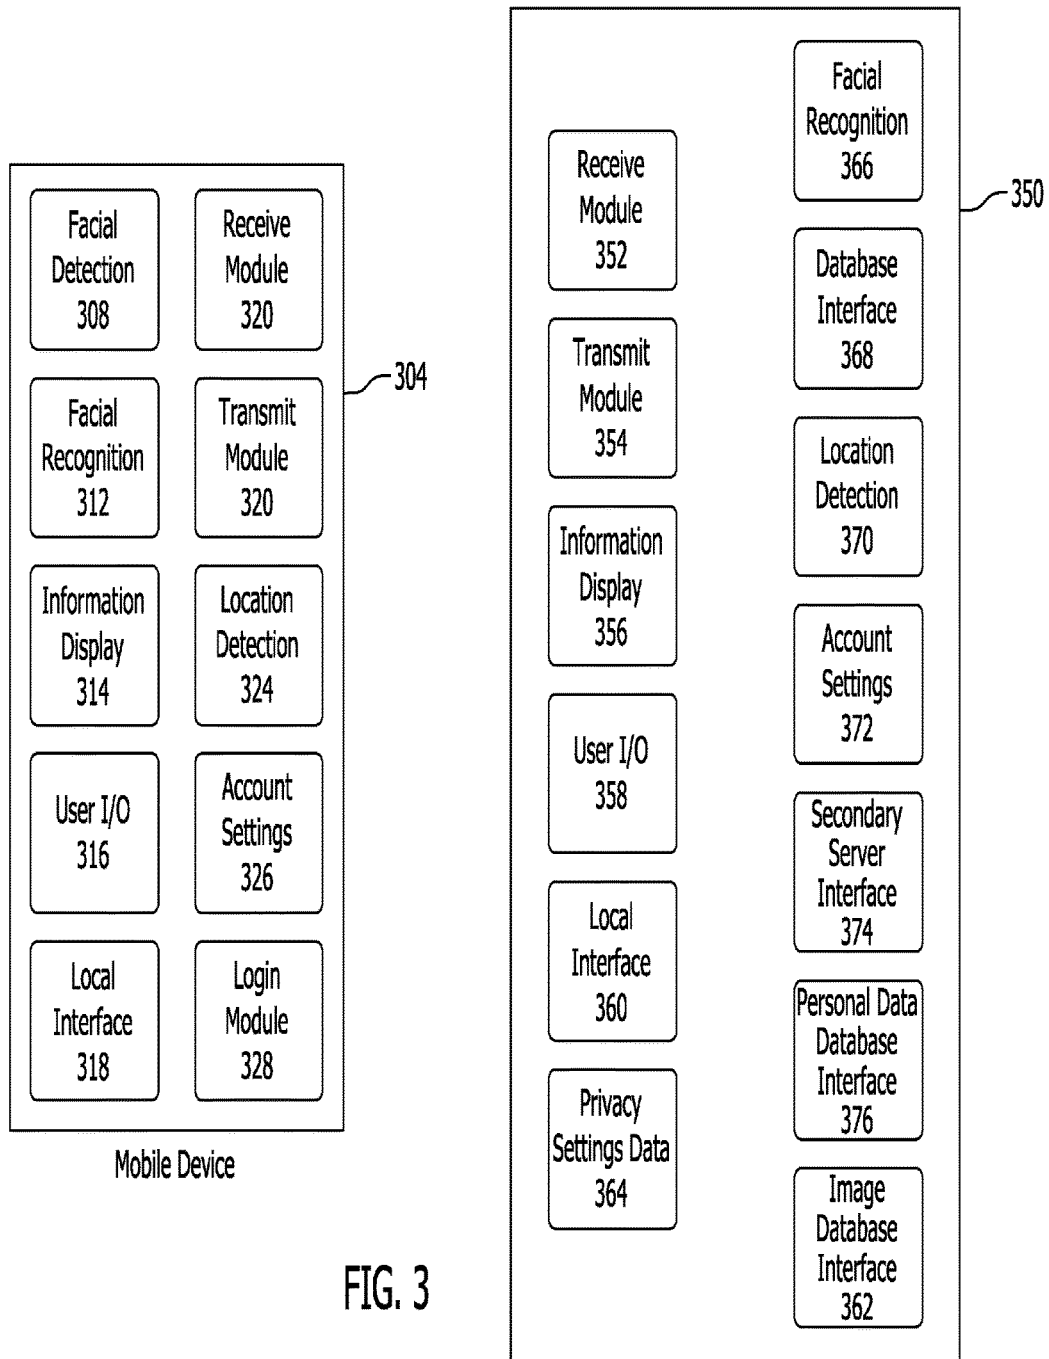 Facial
Detection
308
Receive
Module
320
Facial
Recognition
312
Transmit
Module
320
Information
Display
314
Location
Detection
324
User I/O
316
Account
Settings
326
Local
Interface
318
Login
Module
328
304
Mobile Device
Receive
Module
352
Transmit
Module
354
Information
Display
356
User I/O
358
Local
Interface
360
Privacy
Settings Data
364
Facial
Recognition
366
Database
Interface
368
Location
Detection
370
Account
Settings
372
Secondary
Server
Interface
374
Personal Data
Database
Interface
376
Image
Database
Interface
362
350
FIG. 3